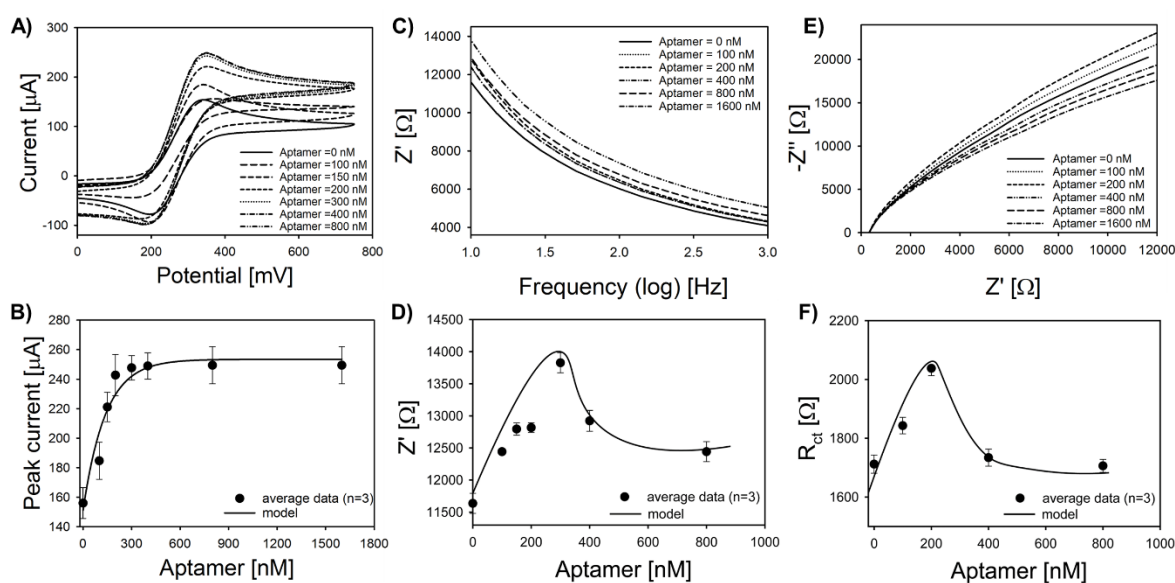 A)
Current [µA]
300
200
100
0
-100
0
200
400
600
800
Potential [mV]
Aptamer =0 nM
Aptamer =100 nM
Aptamer =150 nM
Aptamer =200 nM
Aptamer =300 nM
Aptamer =400 nM
Aptamer =800 nM
C)
Z' [Ω]
14000
12000
10000
8000
6000
4000
1.0
1.5
2.0
2.5
3.0
Frequency (log) [Hz]
Aptamer = 0 nM
Aptamer = 100 nM
Aptamer = 200 nM
Aptamer = 400 nM
Aptamer = 800 nM
Aptamer = 1600 nM
E)
-Z'' [Ω]
20000
15000
10000
5000
0
0
2000
4000
6000
8000
10000
12000
Z' [Ω]
Aptamer =0 nM
Aptamer =100 nM
Aptamer =200 nM
Aptamer =400 nM
Aptamer =800 nM
Aptamer =1600 nM
B)
Peak current [µA]
280
260
240
220
200
180
160
140
0
300
600
900
1200
1500
1800
Aptamer [nM]
average data (n=3)
model
D)
Z' [Ω]
14500
14000
13500
13000
12500
12000
11500
0
200
400
600
800
1000
Aptamer [nM]
average data (n=3)
model
F)
Rct [Ω]
2200
2000
1800
1600
0
200
400
600
800
1000
Aptamer [nM]
average data (n=3)
model